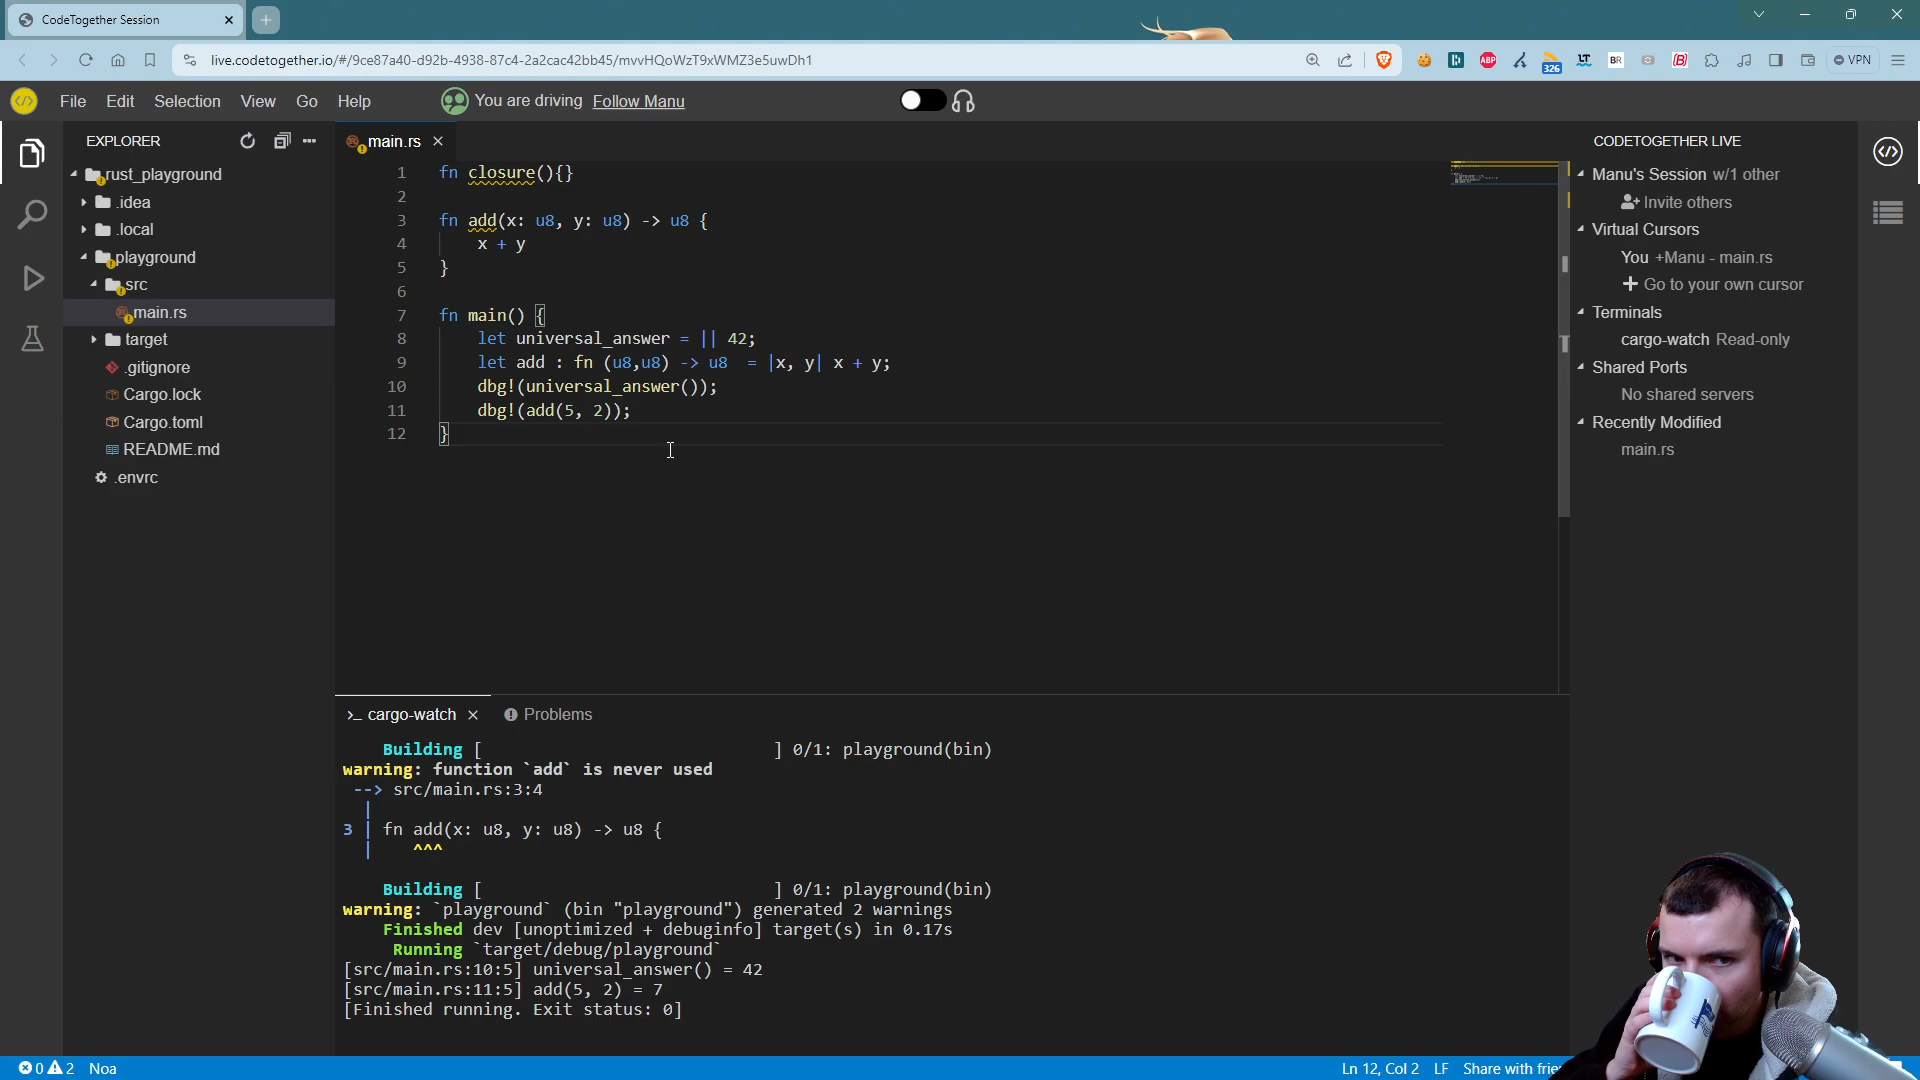 CodeTogether Session
live.codetogether.io/#/9ce87a40-d92b-4938-87c4-2a2cac42bb45/mvvHQoWzT9xWMZ3e5uwDh1
ABP
326
LT
BR
VPN
File Edit Selection View Go Help
You are driving Follow Manu
EXPLORER
rust_playground
.idea
.local
playground
src
main.rs
target
.gitignore
Cargo.lock
Cargo.toml
README.md
.envrc
main.rs
1 fn closure(){}
2
3 fn add(x: u8, y: u8) -> u8 {
4 x + y
5 }
6
7 fn main() {
8 let universal_answer = || 42;
9 let add : fn (u8,u8) -> u8  = |x, y| x + y;
10 dbg!(universal_answer());
11 dbg!(add(5, 2));
12 }
CODETOGETHER LIVE
Manu's Session w/1 other
Invite others
Virtual Cursors
You +Manu - main.rs
Go to your own cursor
Terminals
cargo-watch Read-only
Shared Ports
No shared servers
Recently Modified
main.rs
>_ cargo-watch
Problems
Building [ ] 0/1: playground(bin)
warning: function `add` is never used
--> src/main.rs:3:4
|
3 | fn add(x: u8, y: u8) -> u8 {
| ^^^
Building [ ] 0/1: playground(bin)
warning: `playground` (bin "playground") generated 2 warnings
Finished dev [unoptimized + debuginfo] target(s) in 0.17s
Running `target/debug/playground`
[src/main.rs:10:5] universal_answer() = 42
[src/main.rs:11:5] add(5, 2) = 7
[Finished running. Exit status: 0]
0 2 Noa
Ln 12, Col 2 LF Share with